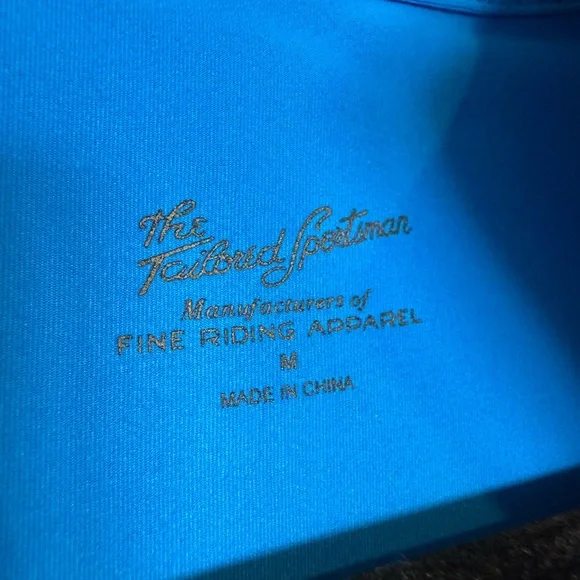 The
Tailored Sportsman
Manufacturers of
FINE RIDING APPAREL
M
MADE IN CHINA